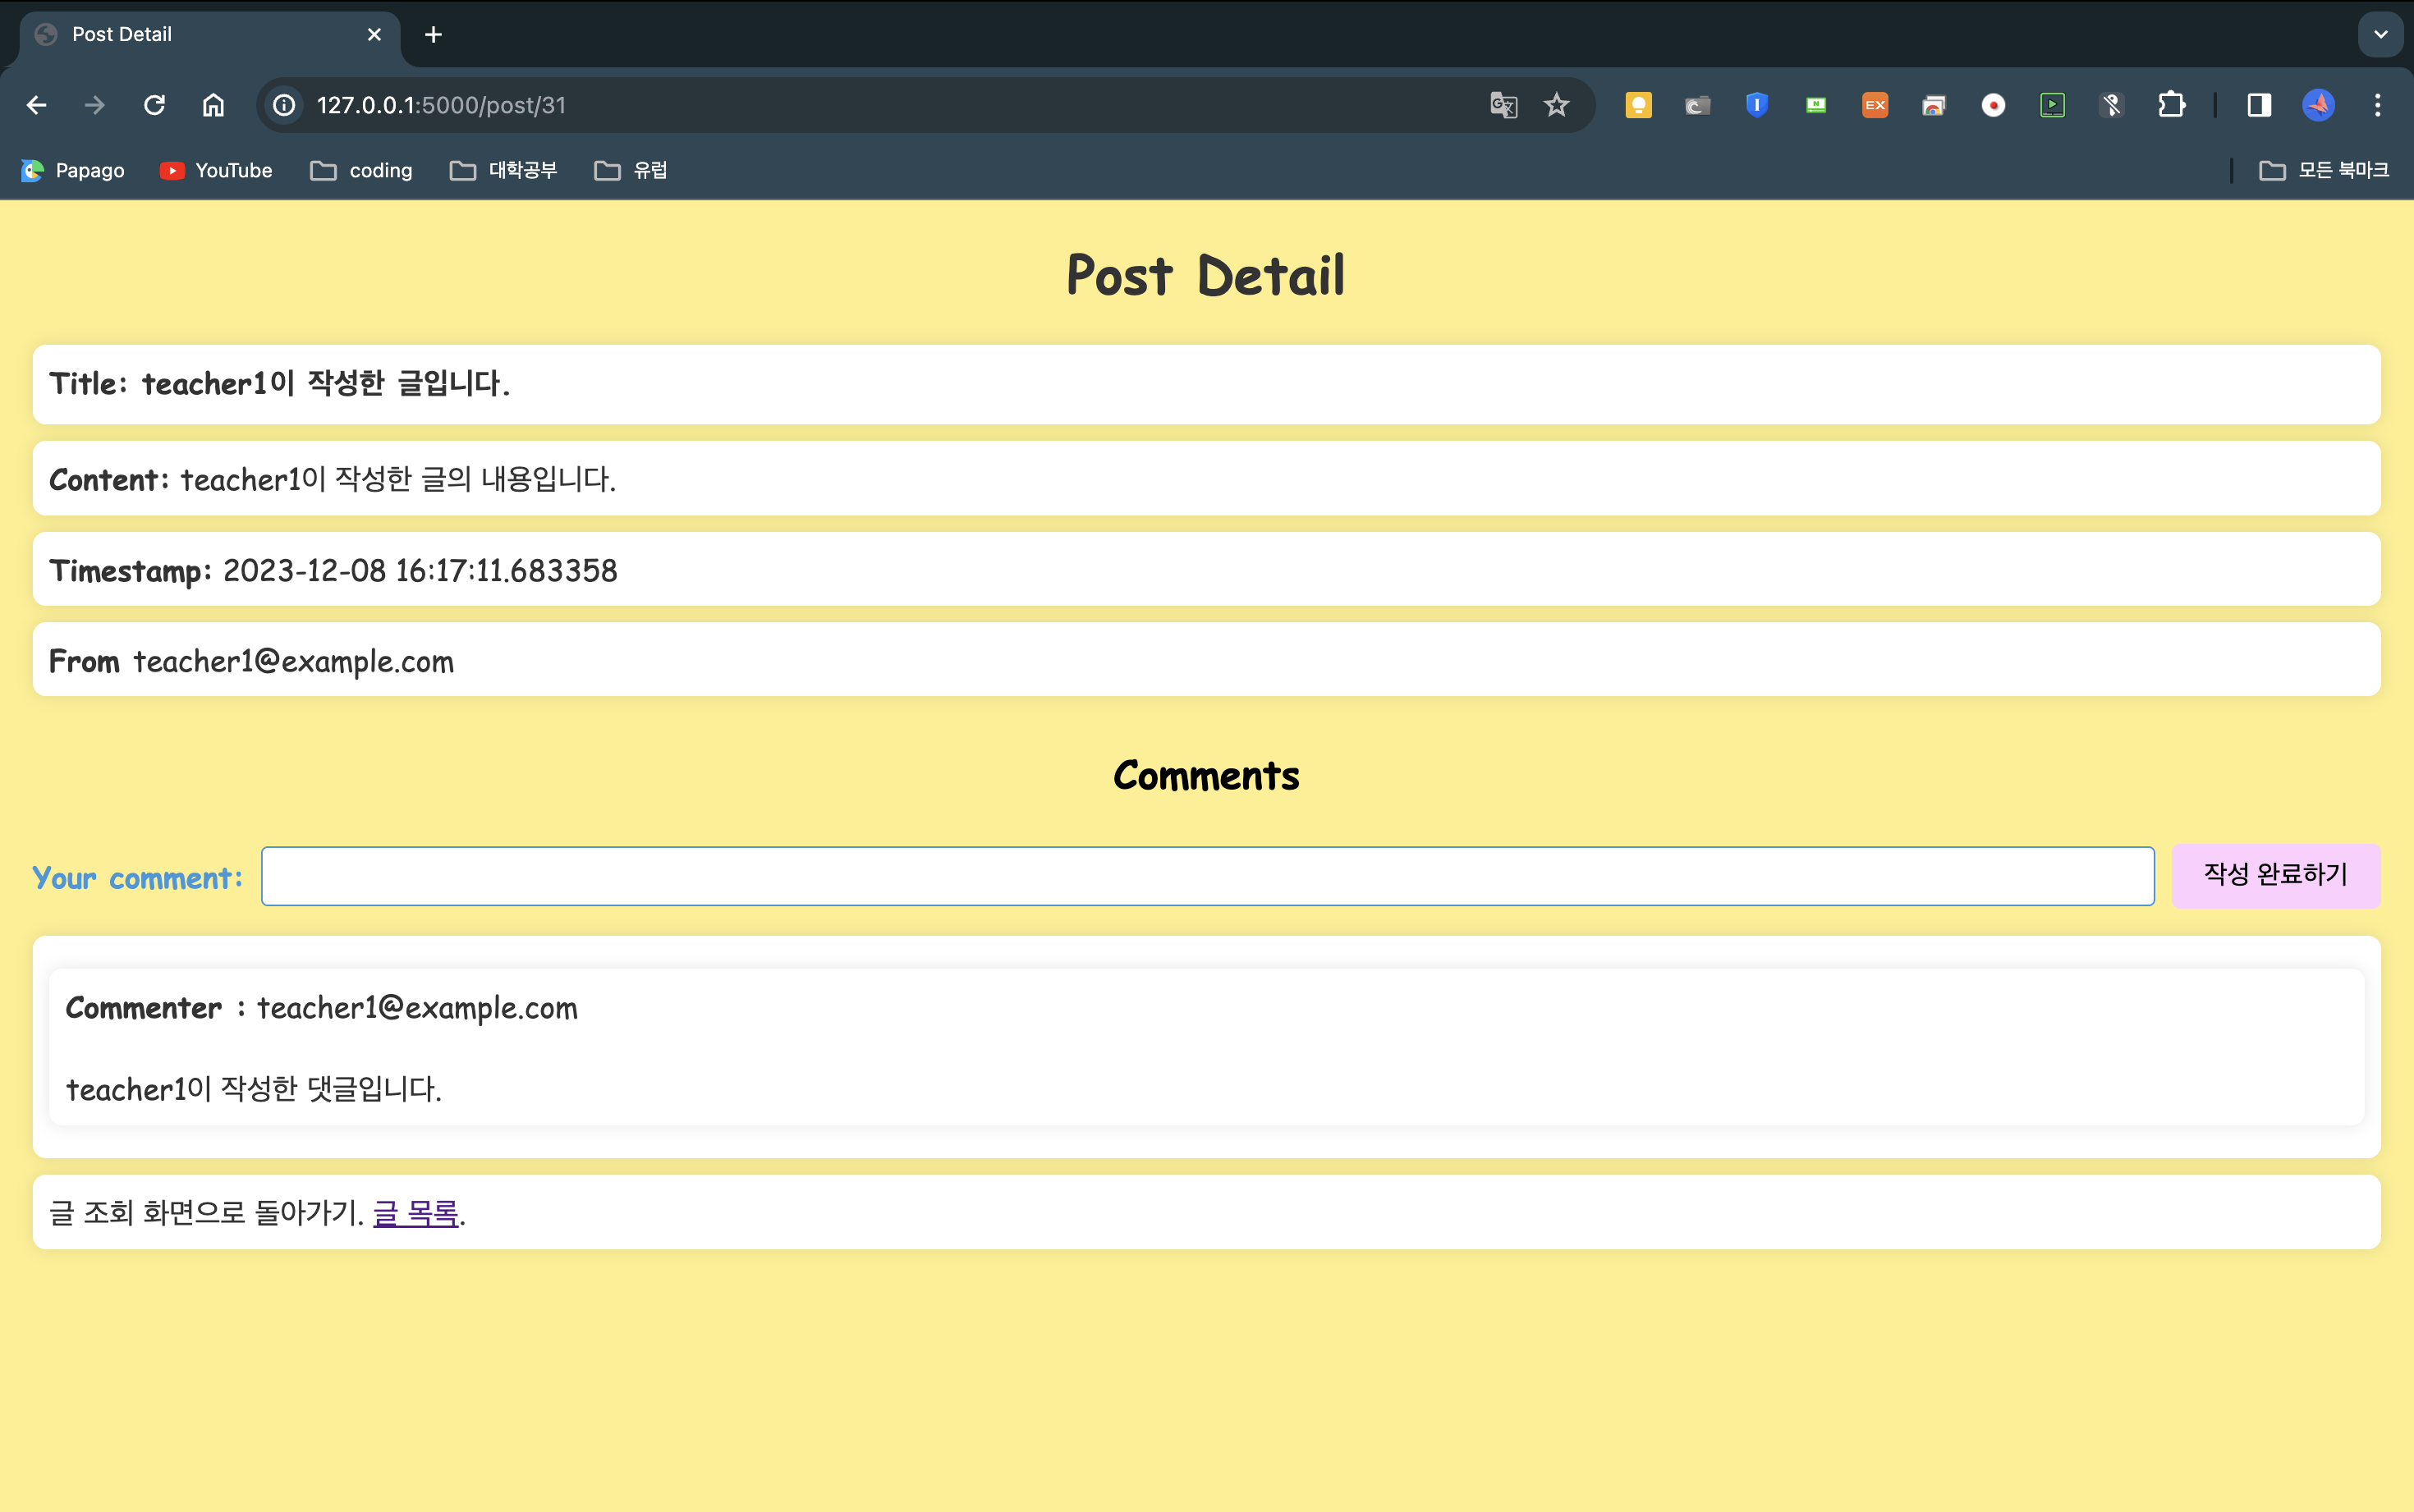 Post Detail
127.0.0.1:5000/post/31
EX
Papago
YouTube
coding
대학공부
유럽
모든 북마크
Post Detail
Title: teacher1이 작성한 글입니다.
Content: teacher1이 작성한 글의 내용입니다.
Timestamp: 2023-12-08 16:17:11.683358
From teacher1@example.com
Comments
Your comment:
작성 완료하기
Commenter : teacher1@example.com
teacher1이 작성한 댓글입니다.
글 조회 화면으로 돌아가기. 글 목록.